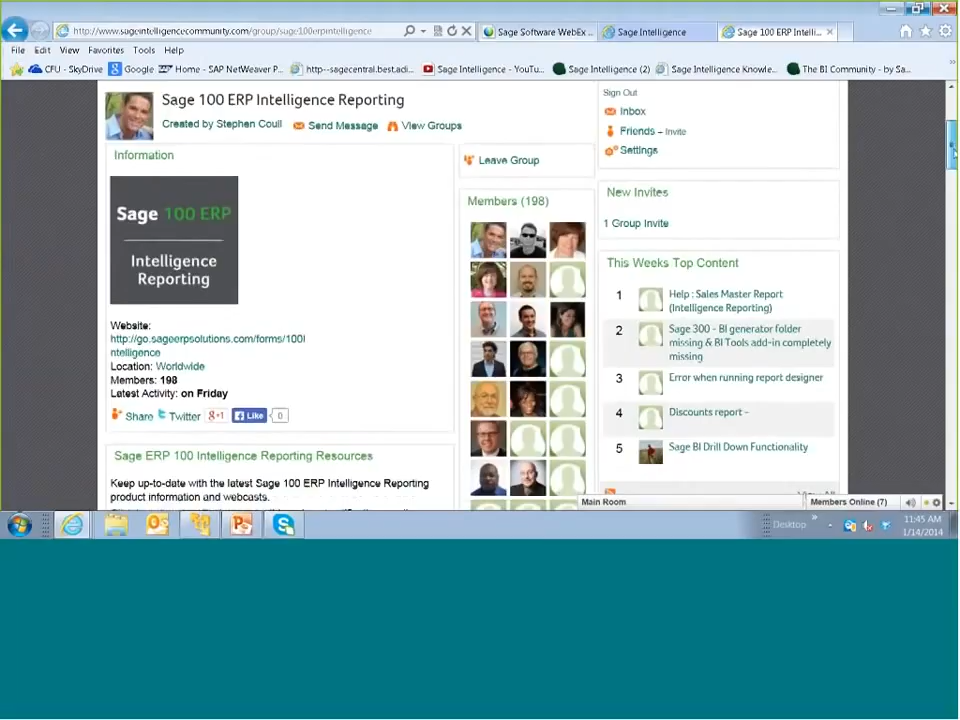 http://www.sageintelligencecommunity.com/group/sage100erpintelligence
Sage Software WebEx ...
Sage Intelligence
Sage 100 ERP Intelli...
File Edit View Favorites Tools Help
CFU - SkyDrive
Google
Home - SAP NetWeaver P...
http--sagecentral.best.adi...
Sage Intelligence - YouTu...
Sage Intelligence (2)
Sage Intelligence Knowle...
The BI Community - by Sa...
Sage 100 ERP Intelligence Reporting
Created by Stephen Coull Send Message View Groups
Information
Sage 100 ERP
Intelligence
Reporting
Website:
http://go.sageerpsolutions.com/forms/100I
ntelligence
Location: Worldwide
Members: 198
Latest Activity: on Friday
Share Twitter g+1 Like 0
Sage ERP 100 Intelligence Reporting Resources
Keep up-to-date with the latest Sage 100 ERP Intelligence Reporting
product information and webcasts.
Leave Group
Members (198)
Sign Out
Inbox
Friends – Invite
Settings
New Invites
1 Group Invite
This Weeks Top Content
1 Help : Sales Master Report
(Intelligence Reporting)
2 Sage 300 - BI generator folder
missing & BI Tools add-in completely
missing
3 Error when running report designer
4 Discounts report -
5 Sage BI Drill Down Functionality
Main Room
Members Online (7)
Desktop
11:45 AM
1/14/2014